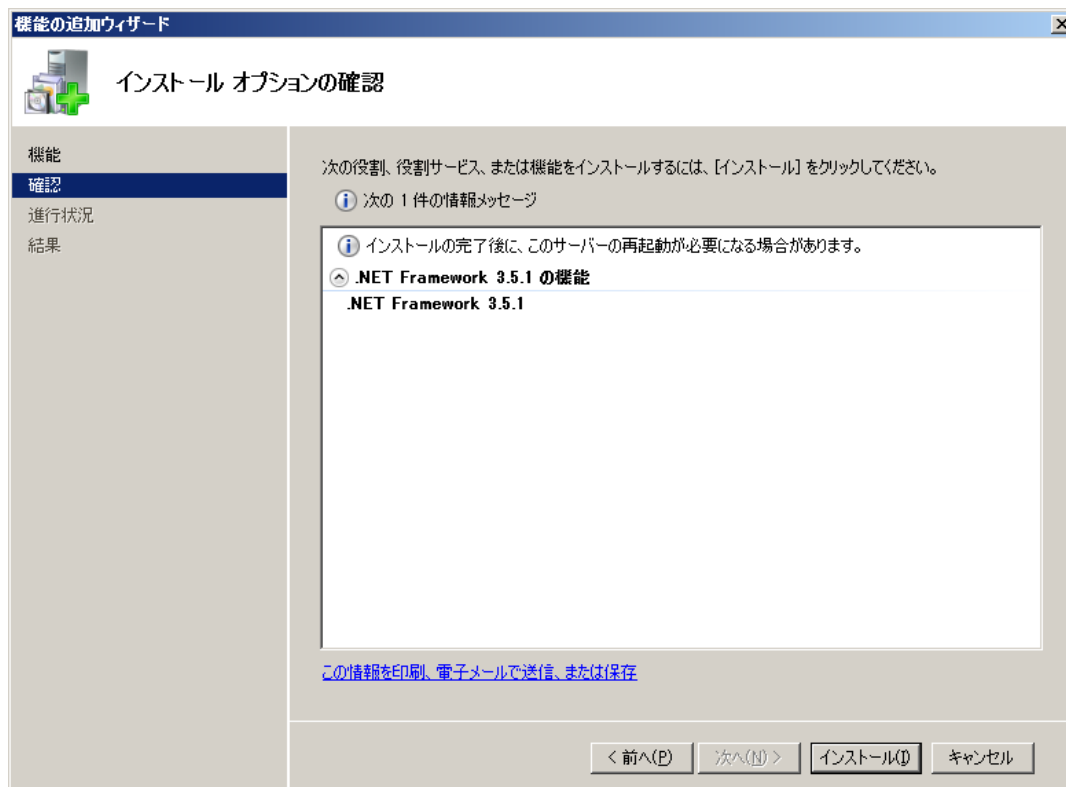 機能の追加ウィザード
インストール オプションの確認
機能
確認
進行状況
結果
次の役割、役割サービス、または機能をインストールするには、[インストール] をクリックしてください。
次の 1 件の情報メッセージ
インストールの完了後に、このサーバーの再起動が必要になる場合があります。
.NET Framework 3.5.1 の機能
.NET Framework 3.5.1
この情報を印刷、電子メールで送信、または保存
< 前へ(P)
次へ(N) >
インストール(I)
キャンセル